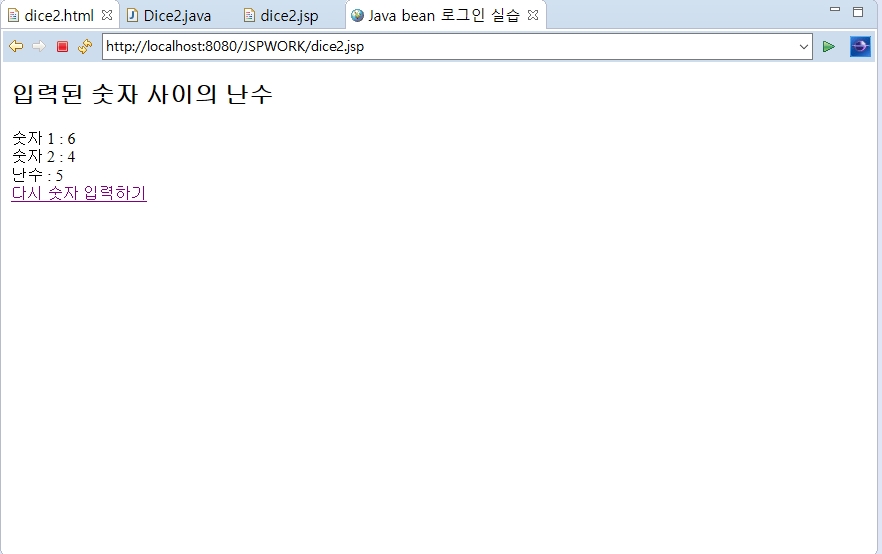 dice2.html Dice2.java dice2.jsp Java bean 로그인 실습
http://localhost:8080/JSPWORK/dice2.jsp
입력된 숫자 사이의 난수
숫자 1 : 6
숫자 2 : 4
난수 : 5
다시 숫자 입력하기